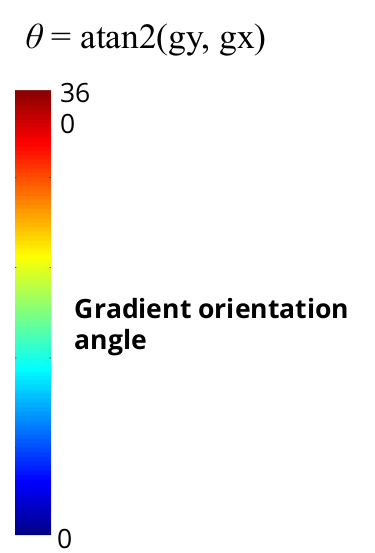 θ = atan2(gy, gx)
36
0
Gradient orientation
angle
0